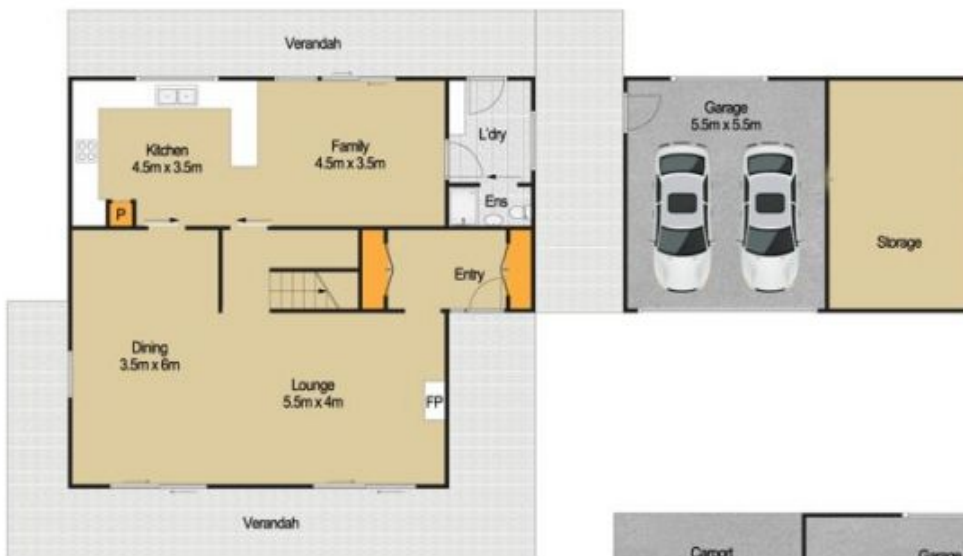 Verandah
Kitchen
4.5m x 3.5m
Family
4.5m x 3.5m
L'dry
Garage
5.5m x 5.5m
Ens
P
Storage
Entry
Dining
3.5m x 6m
Lounge
5.5m x 4m
FP
Verandah
Carport